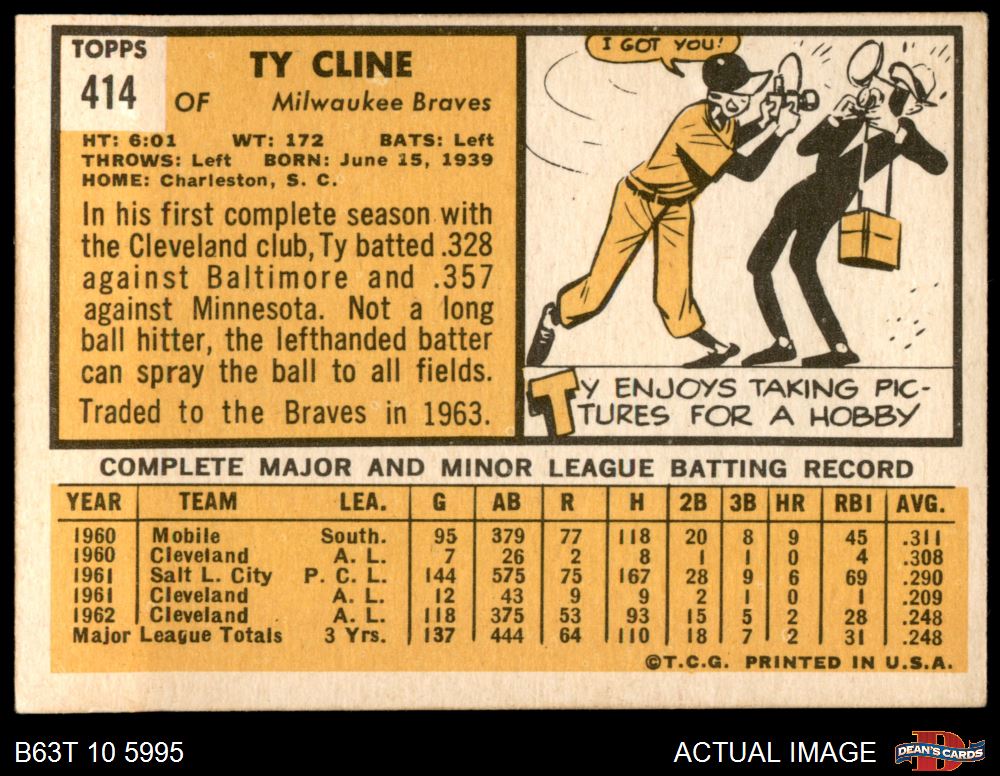 TOPPS
414
TY CLINE
OF Milwaukee Braves
HT: 6:01 WT: 172 BATS: Left
THROWS: Left BORN: June 15, 1939
HOME: Charleston, S. C.
In his first complete season with
the Cleveland club, Ty batted .328
against Baltimore and .357
against Minnesota. Not a long
ball hitter, the lefthanded batter
can spray the ball to all fields.
Traded to the Braves in 1963.
I GOT YOU!
TY ENJOYS TAKING PIC-
TURES FOR A HOBBY
COMPLETE MAJOR AND MINOR LEAGUE BATTING RECORD
YEAR TEAM LEA. G AB R H 2B 3B HR RBI AVG.
1960 Mobile South. 95 379 77 118 20 8 9 45 .311
1960 Cleveland A. L. 7 26 2 8 1 1 0 4 .308
1961 Salt L. City P. C. L. 144 575 75 167 28 9 6 69 .290
1961 Cleveland A. L. 12 43 9 9 2 1 0 1 .209
1962 Cleveland A. L. 118 375 53 93 15 5 2 28 .248
Major League Totals 3 Yrs. 137 444 64 110 18 7 2 31 .248
©T.C.G. PRINTED IN U.S.A.
B63T 10 5995
ACTUAL IMAGE
D
DEAN'S CARDS